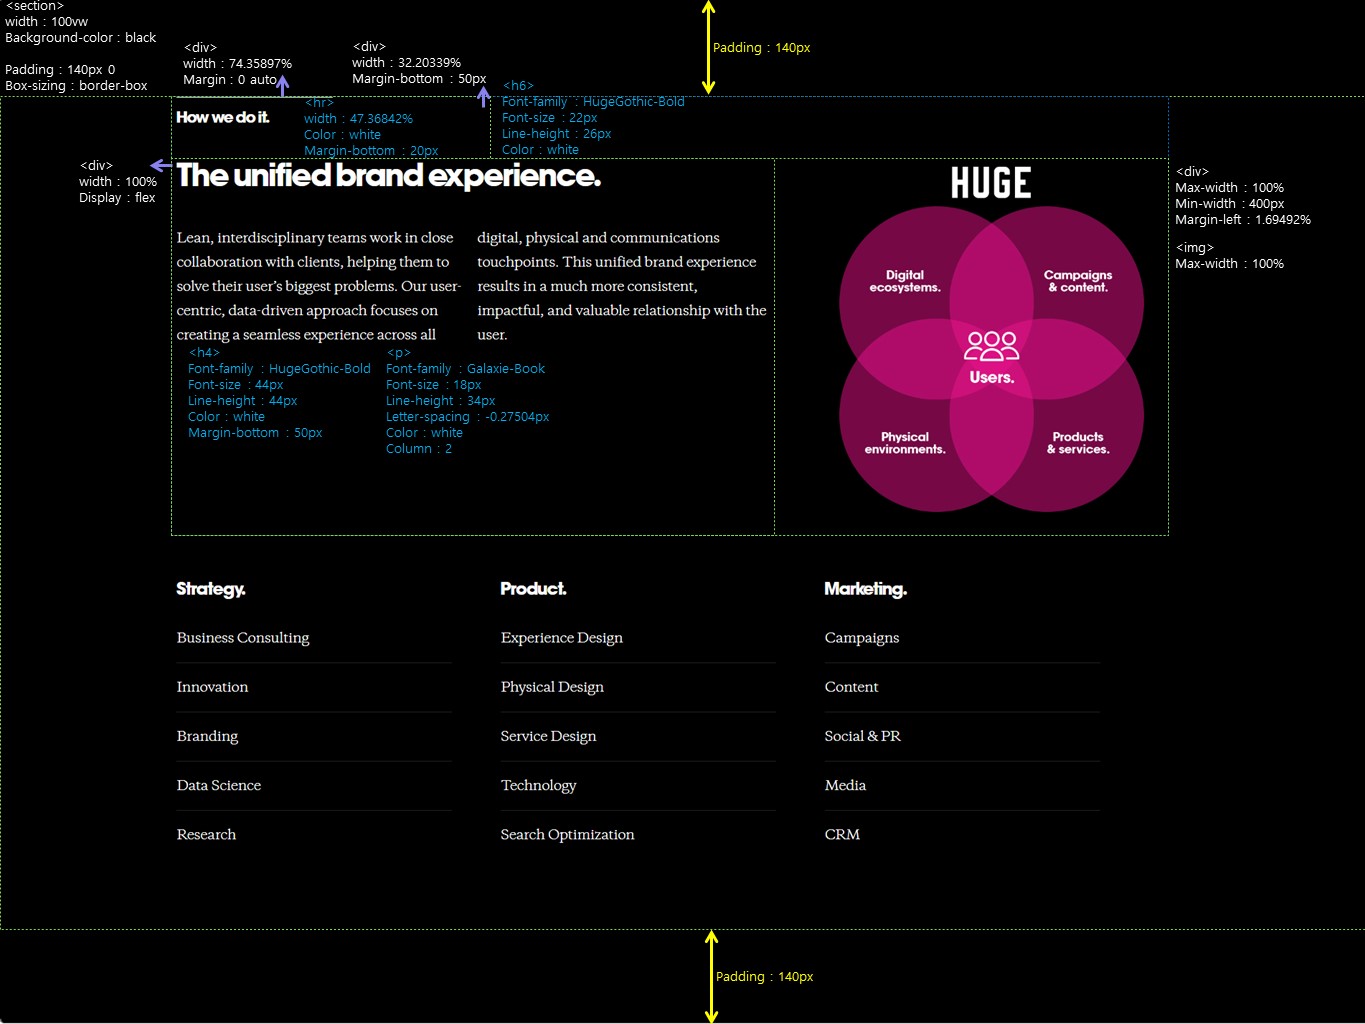 <section>
width : 100vw
Background-color : black
Padding : 140px 0
Box-sizing : border-box
<div>
width : 74.35897%
Margin : 0 auto
<div>
width : 32.20339%
Margin-bottom : 50px
Padding : 140px
<h6>
Font-family : HugeGothic-Bold
Font-size : 22px
Line-height : 26px
Color : white
<hr>
width : 47.36842%
Color : white
Margin-bottom : 20px
How we do it.
<div>
width : 100%
Display : flex
The unified brand experience.
Lean, interdisciplinary teams work in close
collaboration with clients, helping them to
solve their user’s biggest problems. Our user-
centric, data-driven approach focuses on
creating a seamless experience across all
digital, physical and communications
touchpoints. This unified brand experience
results in a much more consistent,
impactful, and valuable relationship with the
user.
<h4>
Font-family : HugeGothic-Bold
Font-size : 44px
Line-height : 44px
Color : white
Margin-bottom : 50px
<p>
Font-family : Galaxie-Book
Font-size : 18px
Line-height : 34px
Letter-spacing : -0.27504px
Color : white
Column : 2
HUGE
Digital
ecosystems.
Campaigns
& content.
Users.
Physical
environments.
Products
& services.
<div>
Max-width : 100%
Min-width : 400px
Margin-left : 1.69492%
<img>
Max-width : 100%
Strategy.
Business Consulting
Innovation
Branding
Data Science
Research
Product.
Experience Design
Physical Design
Service Design
Technology
Search Optimization
Marketing.
Campaigns
Content
Social & PR
Media
CRM
Padding : 140px